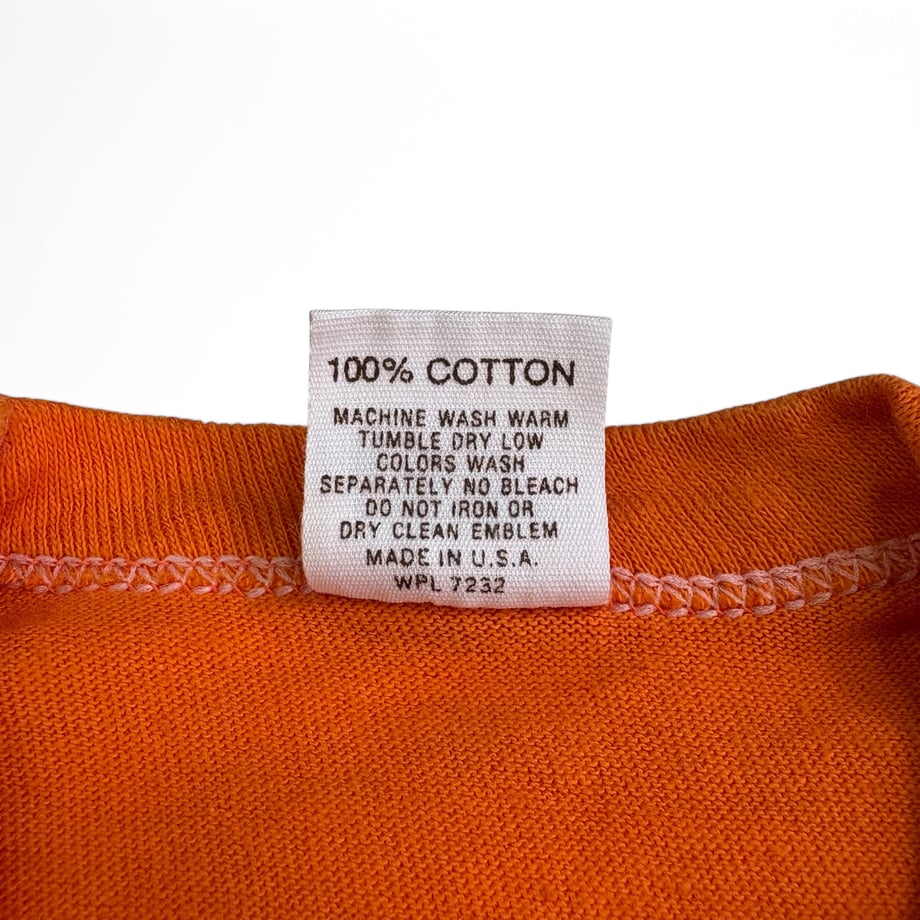 100% COTTON
MACHINE WASH WARM
TUMBLE DRY LOW
COLORS WASH
SEPARATELY NO BLEACH
DO NOT IRON OR
DRY CLEAN EMBLEM
MADE IN U.S.A.
WPL 7232